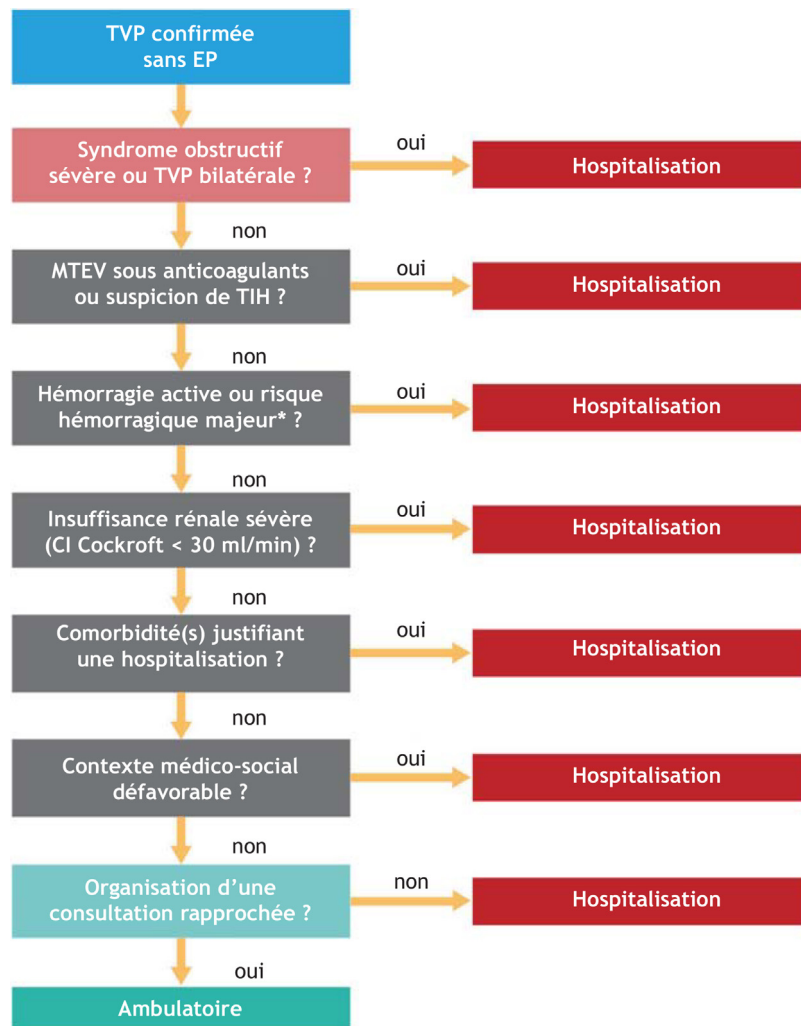 TVP confirmée
sans EP
Syndrome obstructif
sévère ou TVP bilatérale ?
oui
Hospitalisation
non
MTEV sous anticoagulants
ou suspicion de TIH ?
oui
Hospitalisation
non
Hémorragie active ou risque
hémorragique majeur* ?
oui
Hospitalisation
non
Insuffisance rénale sévère
(CI Cockroft < 30 ml/min) ?
oui
Hospitalisation
non
Comorbidité(s) justifiant
une hospitalisation ?
oui
Hospitalisation
non
Contexte médico-social
défavorable ?
oui
Hospitalisation
non
Organisation d’une
consultation rapprochée ?
non
Hospitalisation
oui
Ambulatoire